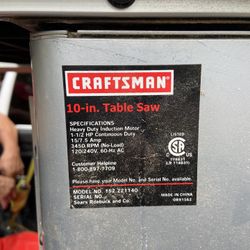 CRAFTSMAN
10-in. Table Saw
SPECIFICATIONS
Heavy Duty Induction Motor
1-1/2 HP Continuous Duty
15/7.5 Amp
3450 RPM (No-Load)
120/240V, 60-Hz AC
LISTED
Customer Helpline
1-800-897-7709
Please have your Model No. and Serial No. available.
MODEL NO. 152.221140
SERIAL NO.
Sears Roebuck and Co.
MADE IN CHINA